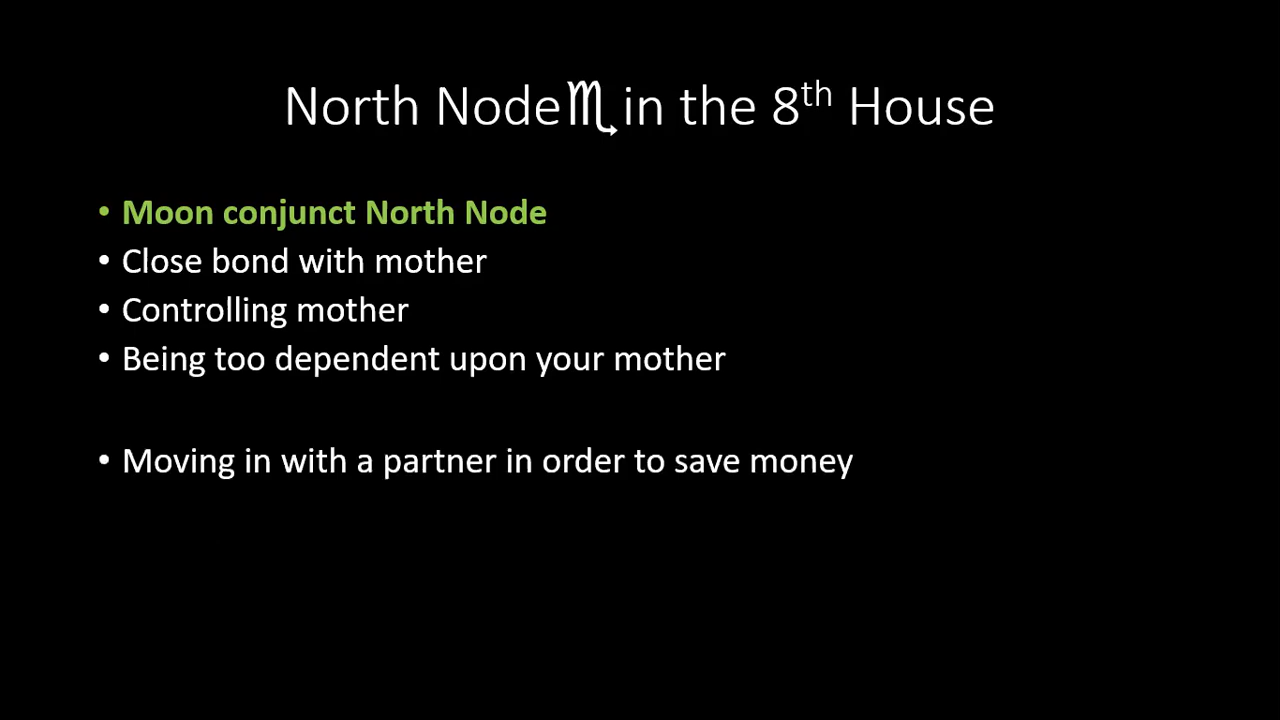 North Node♏in the 8th House
• Moon conjunct North Node
• Close bond with mother
• Controlling mother
• Being too dependent upon your mother
• Moving in with a partner in order to save money